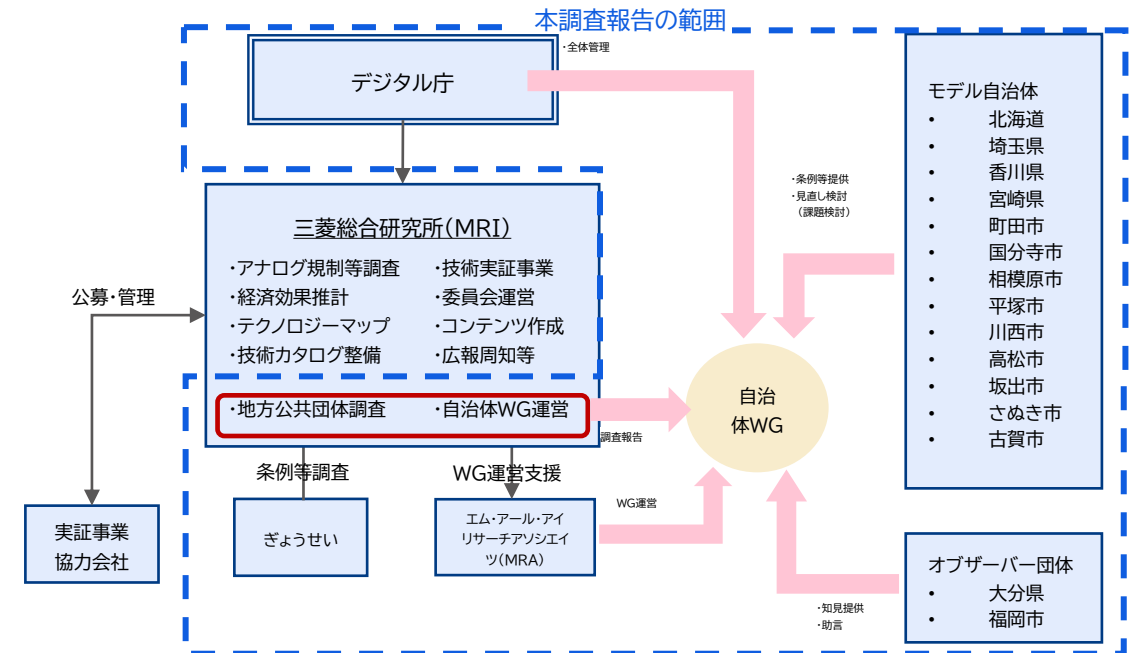 本調査報告の範囲
デジタル庁
・全体管理
三菱総合研究所(MRI)
・アナログ規制等調査
・経済効果推計
・テクノロジーマップ
・技術カタログ整備
・技術実証事業
・委員会運営
・コンテンツ作成
・広報周知等
・地方公共団体調査
・自治体WG運営
公募・管理
実証事業
協力会社
条例等調査
ぎょうせい
WG運営支援
エム・アール・アイ
リサーチアソシエイ
ツ(MRA)
調査報告
WG運営
自治
体WG
・条例等提供
・見直し検討
(課題検討)
モデル自治体
• 北海道
• 埼玉県
• 香川県
• 宮崎県
• 町田市
• 国分寺市
• 相模原市
• 平塚市
• 川西市
• 高松市
• 坂出市
• さぬき市
• 古賀市
オブザーバー団体
• 大分県
• 福岡市
・知見提供
・助言